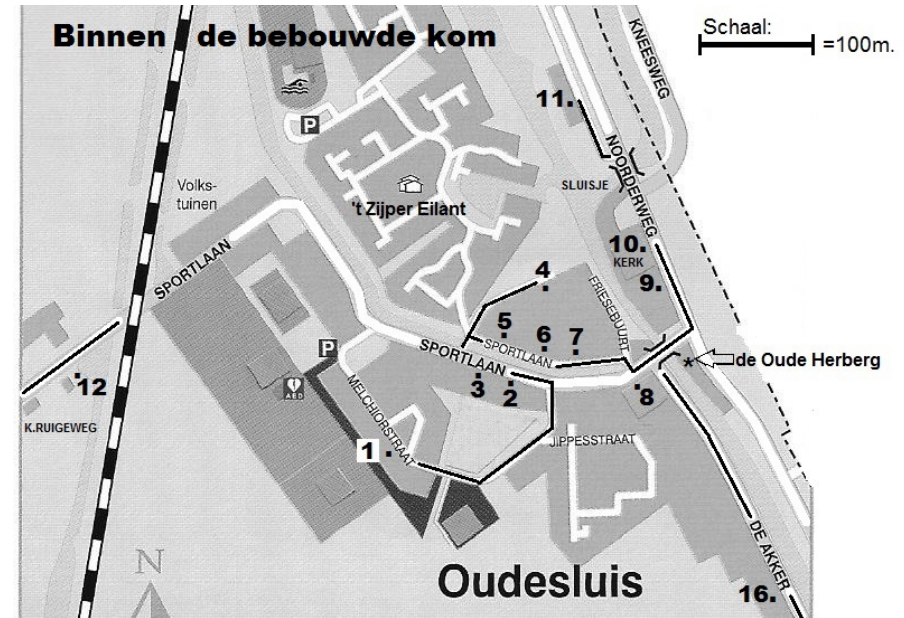 Binnen de bebouwde kom
Schaal:
=100m.
KNEESWEG
11.
NOORDERWEG
P
Volks-
tuinen
SLUISJE
't Zijper Eilant
SPORTLAAN
10.
KERK
9.
4
FRIESEBUURT
5
6
7
SPORTLAAN
SPORTLAAN
P
de Oude Herberg
*
12
AED
3
2
8
K.RUIGEWEG
MELCHIORSTRAAT
1
JIPPESSTRAAT
N
Oudesluis
DE AKKER
16.